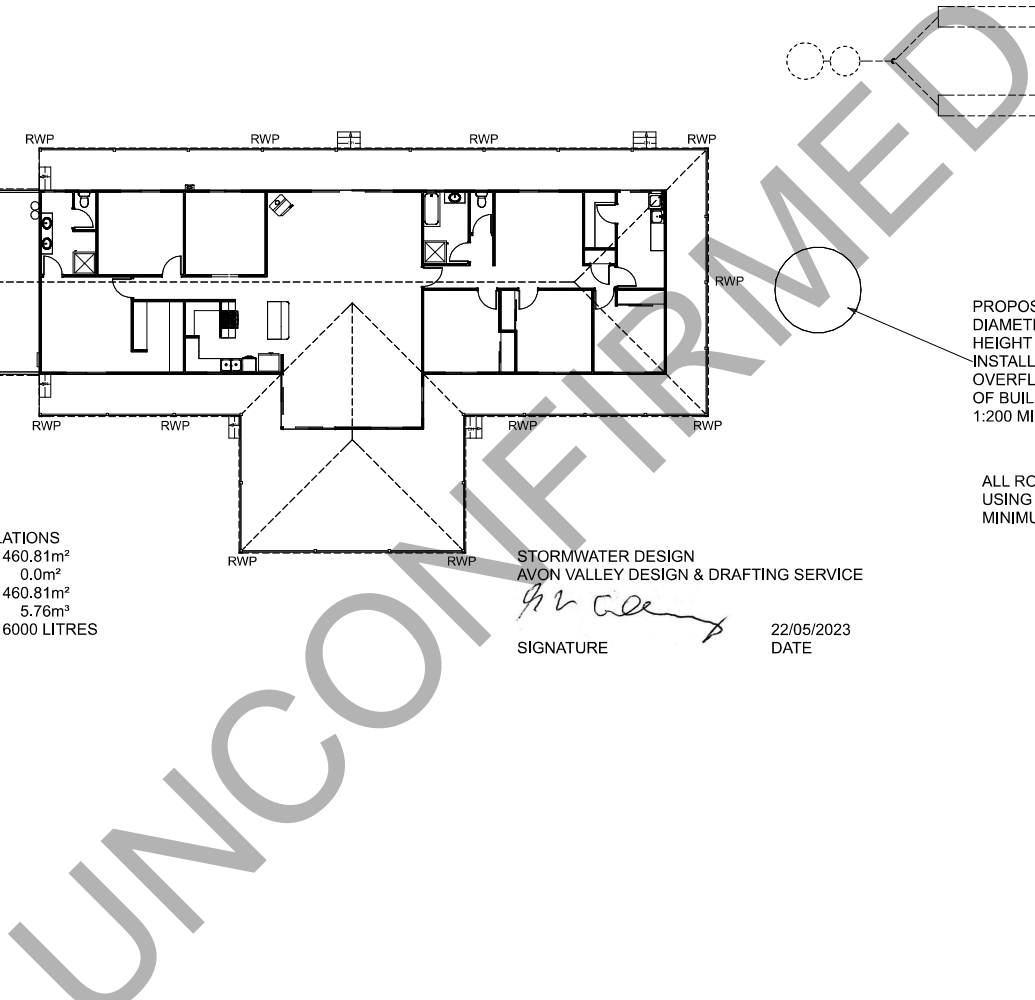 RWP
RWP
RWP
RWP
RWP
RWP
RWP
RWP
RWP
RWP
RWP
PROPOS
DIAMET
HEIGHT
INSTALL
OVERFL
OF BUIL
1:200 MI
ALL RO
USING
MINIMU
LATIONS
460.81m²
0.0m²
460.81m²
5.76m³
6000 LITRES
STORMWATER DESIGN
AVON VALLEY DESIGN & DRAFTING SERVICE
SIGNATURE
22/05/2023
DATE
UNCONFIRMED